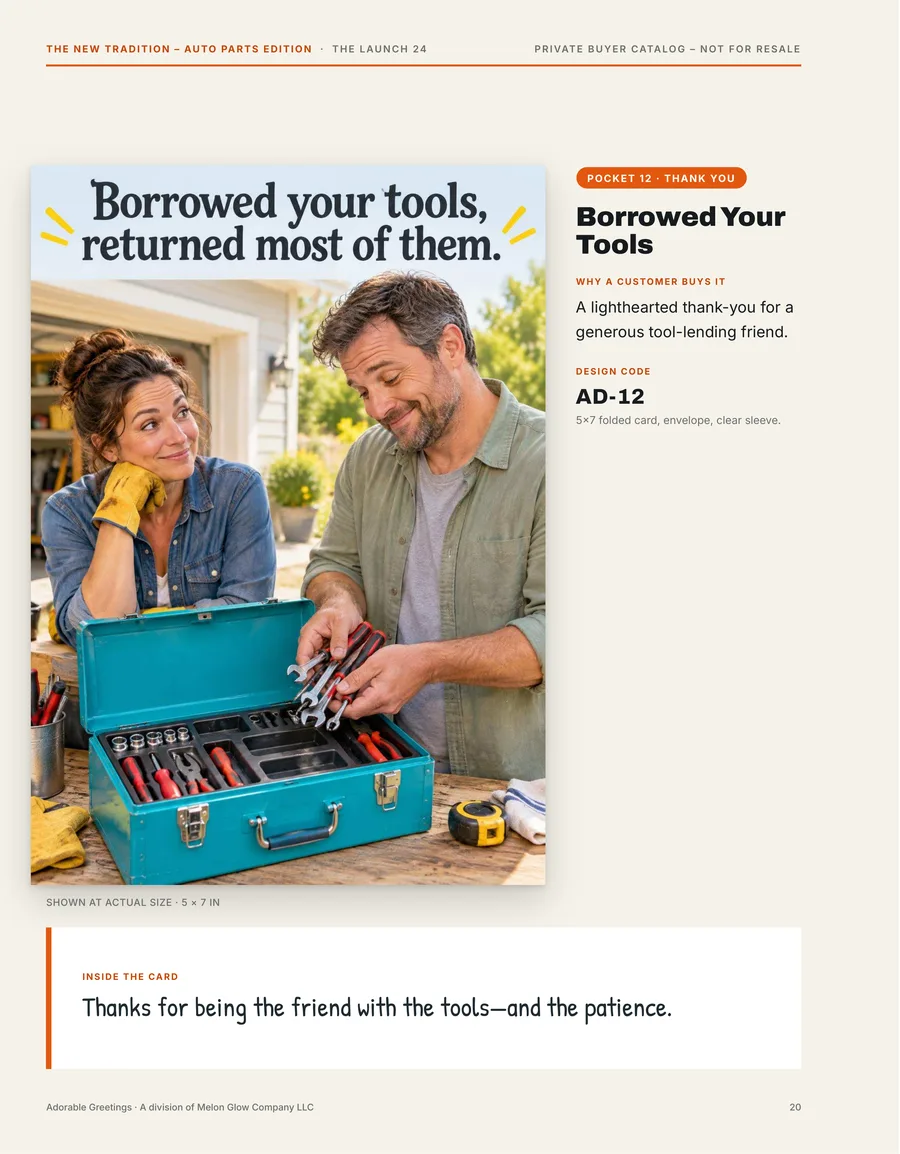 THE NEW TRADITION – AUTO PARTS EDITION · THE LAUNCH 24
PRIVATE BUYER CATALOG – NOT FOR RESALE
Borrowed your tools,
returned most of them.
POCKET 12 · THANK YOU
Borrowed Your
Tools
WHY A CUSTOMER BUYS IT
A lighthearted thank-you for a
generous tool-lending friend.
DESIGN CODE
AD-12
5×7 folded card, envelope, clear sleeve.
SHOWN AT ACTUAL SIZE · 5 × 7 IN
INSIDE THE CARD
Thanks for being the friend with the tools—and the patience.
Adorable Greetings · A division of Melon Glow Company LLC
20